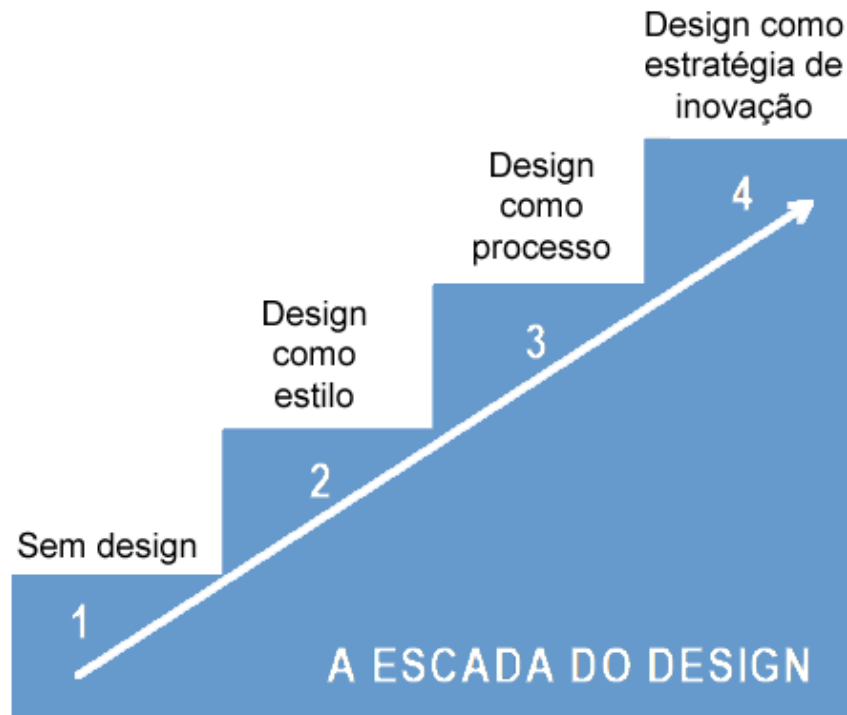 Design como
estratégia de
inovação
4
Design
como
processo
3
Design
como
estilo
2
Sem design
1
A ESCADA DO DESIGN